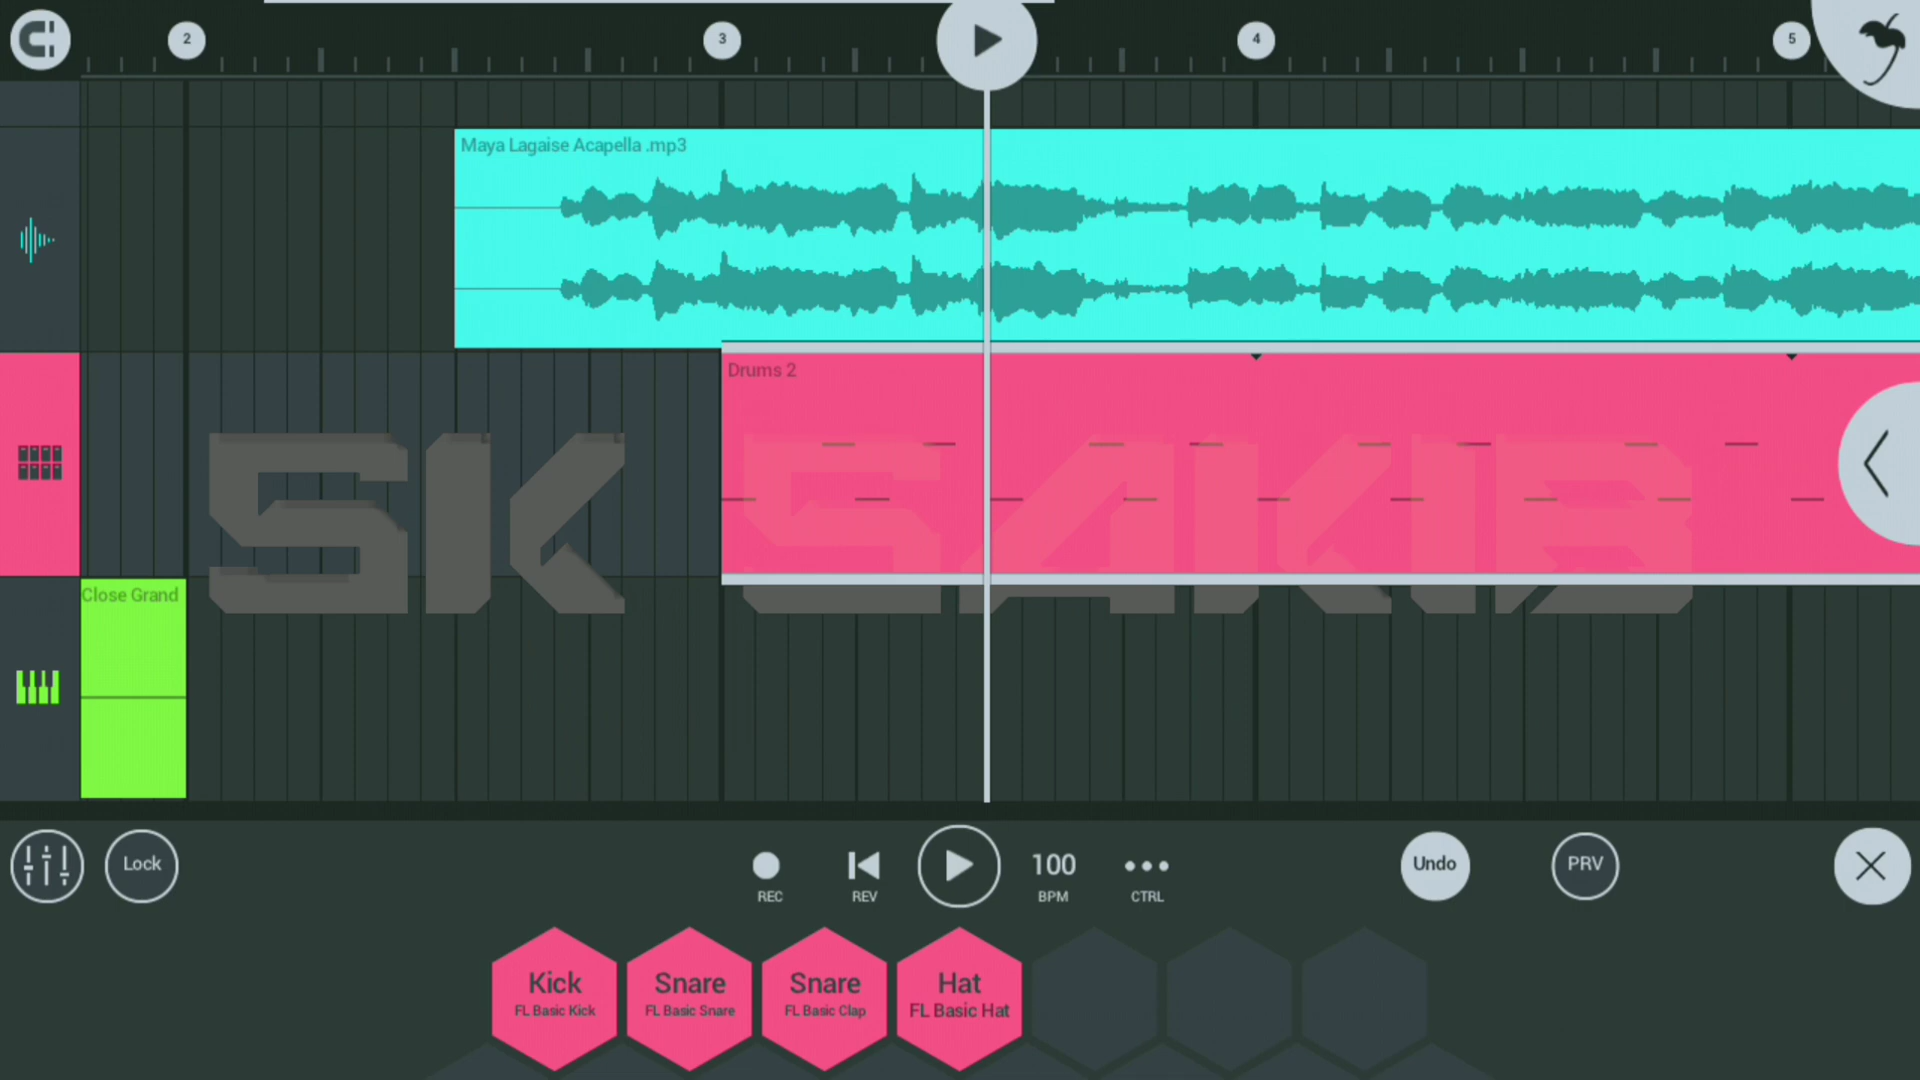 2 3 4 5
Maya Lagaise Acapella .mp3
Drums 2
SK SAKIB
Close Grand
Lock
REC
REV
100
BPM
CTRL
Undo
PRV
Kick
FL Basic Kick
Snare
FL Basic Snare
Snare
FL Basic Clap
Hat
FL Basic Hat